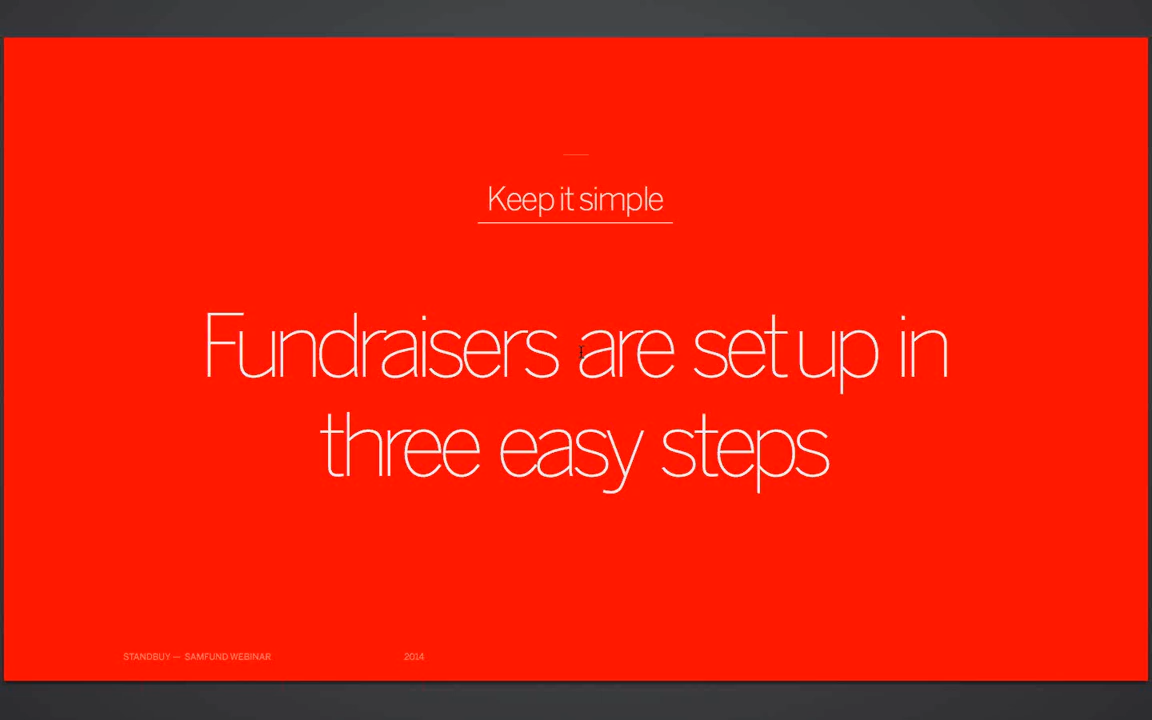 Keep it simple
Fundraisers are set up in
three easy steps
STANDBUY — SAMFUND WEBINAR 2014